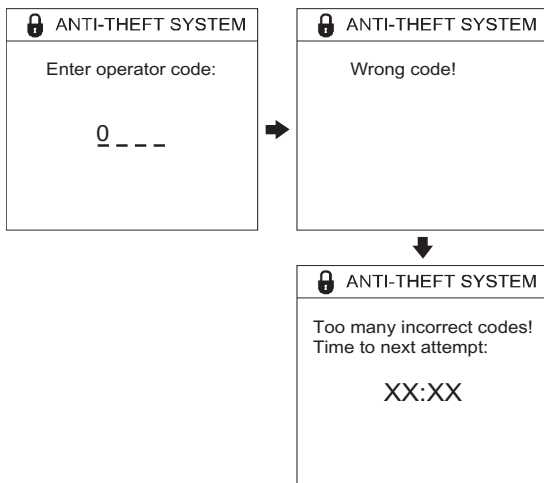 ANTI-THEFT SYSTEM
Enter operator code:
0 _ _ _
ANTI-THEFT SYSTEM
Wrong code!
ANTI-THEFT SYSTEM
Too many incorrect codes!
Time to next attempt:
XX:XX